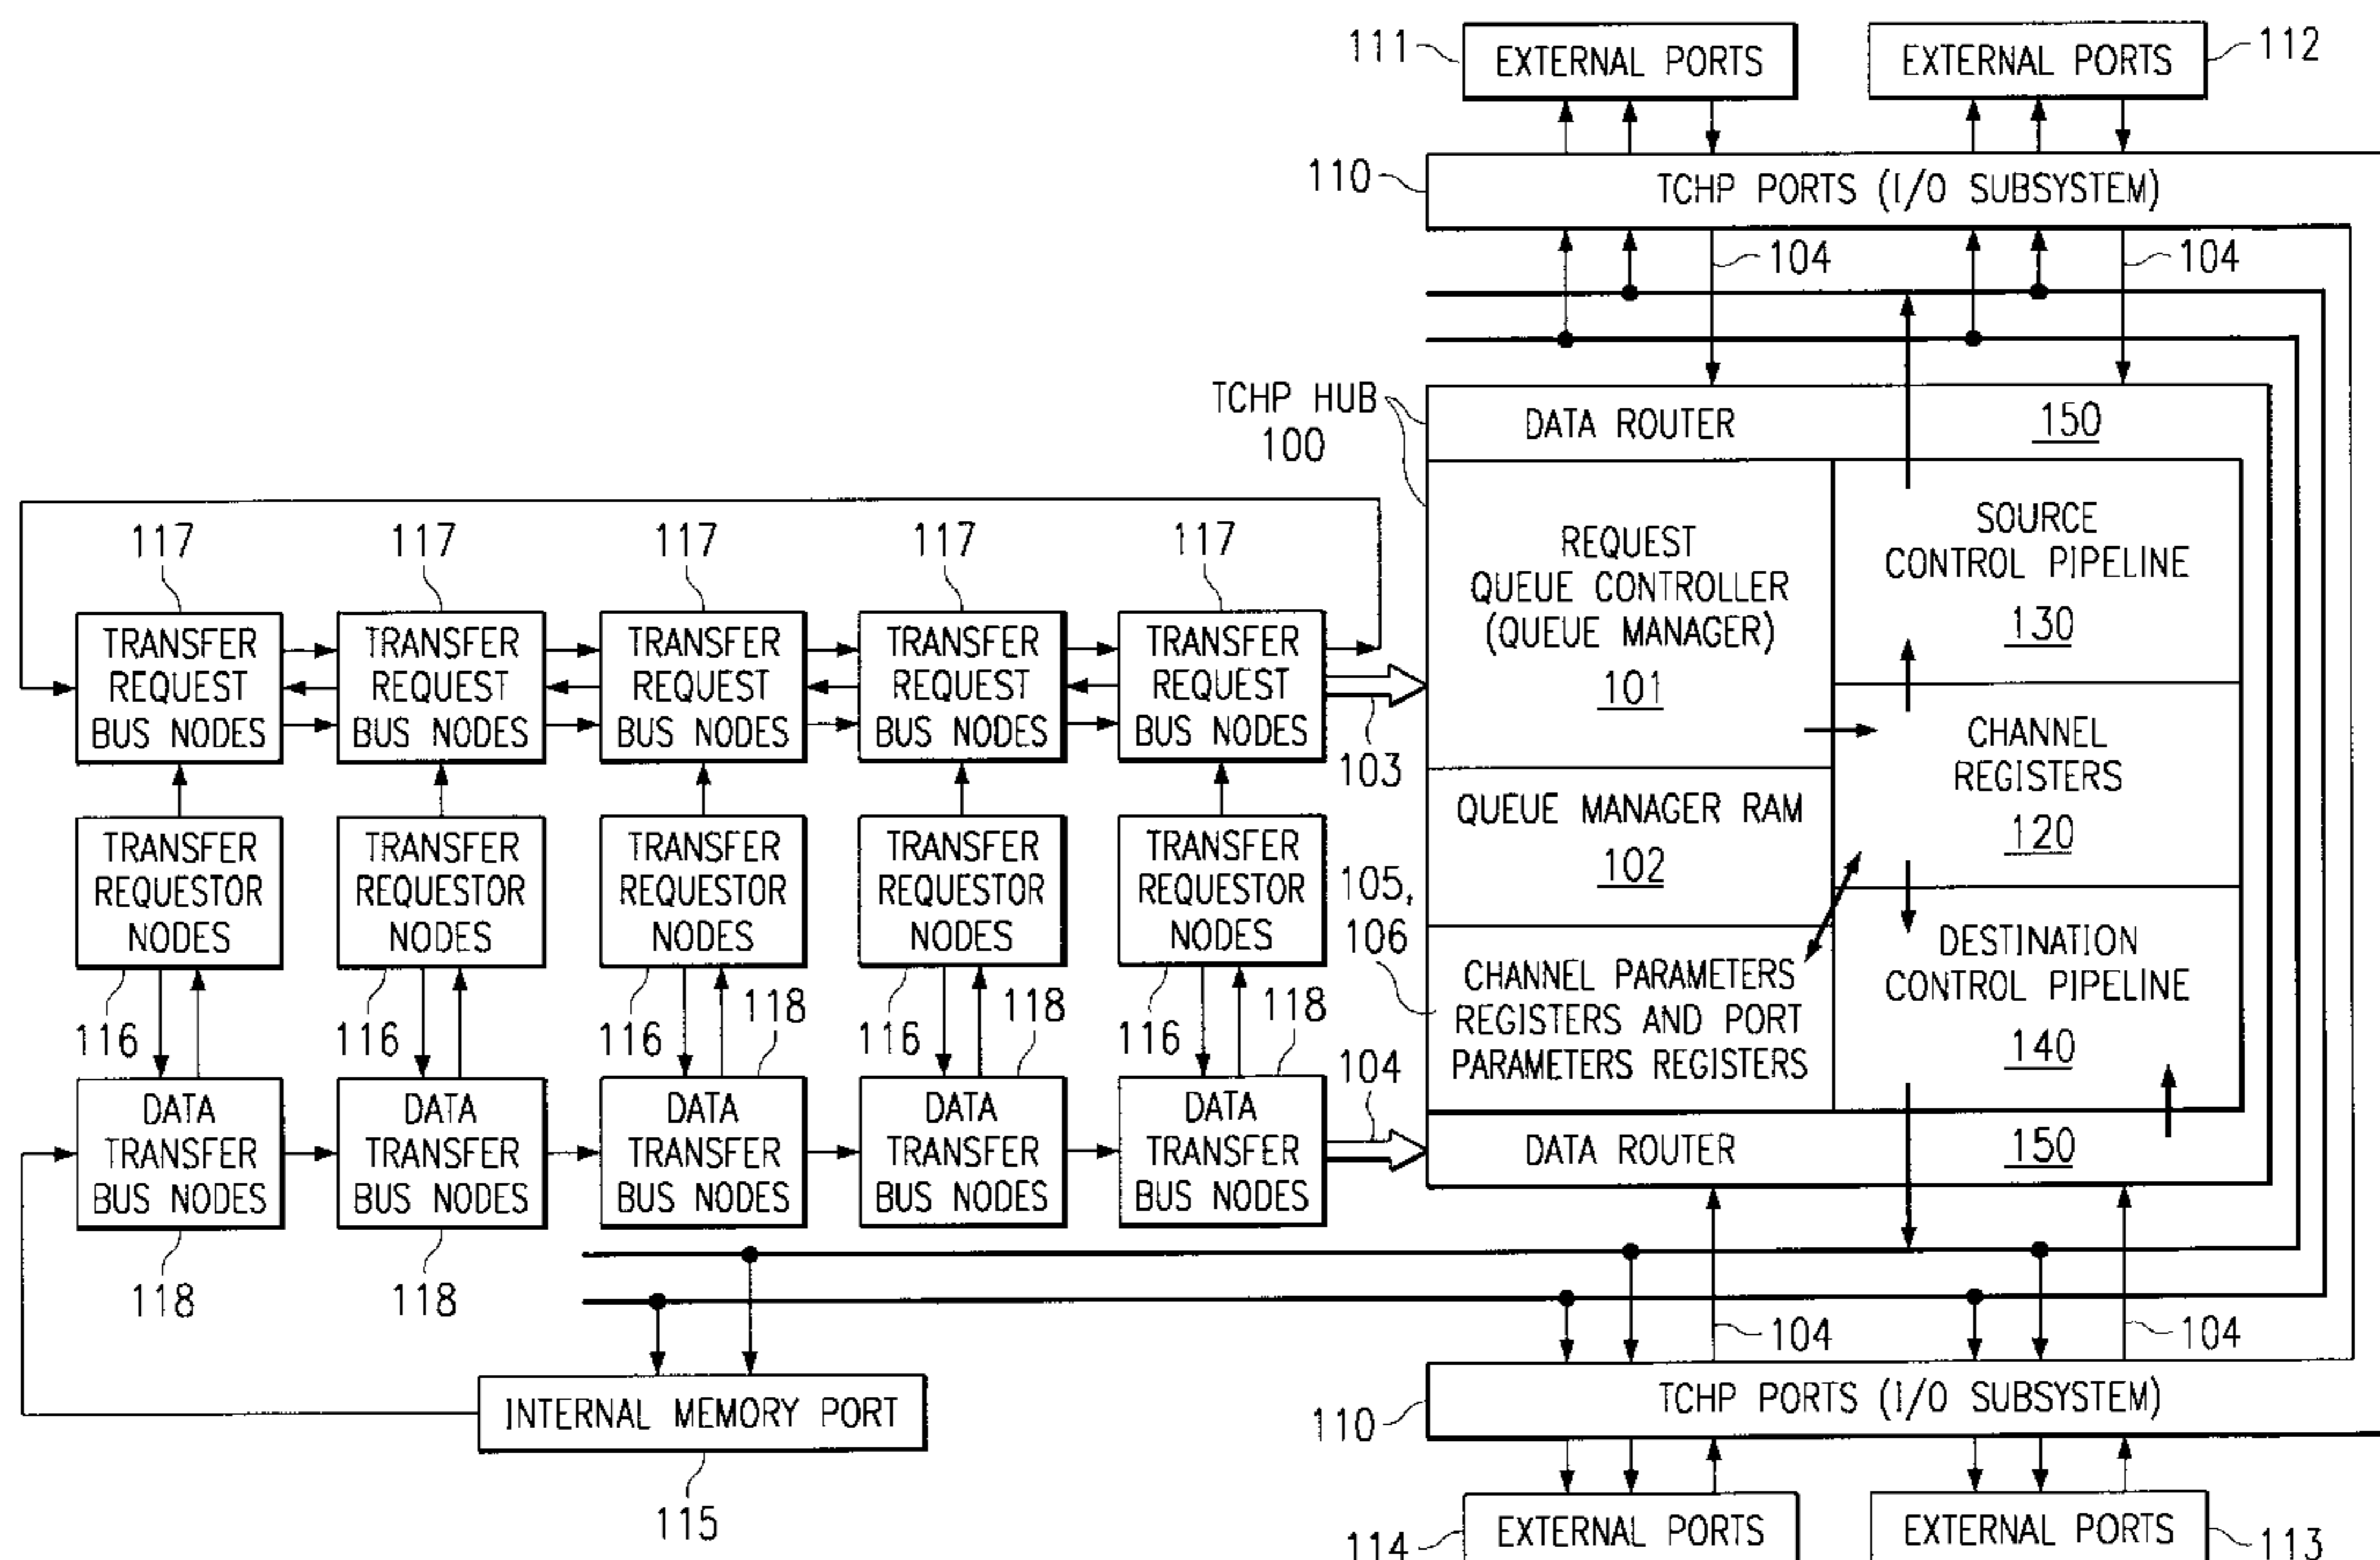 111
EXTERNAL PORTS
EXTERNAL PORTS
112
110
TCHP PORTS (I/O SUBSYSTEM)
104
104
TCHP HUB
100
DATA ROUTER
150
REQUEST
QUEUE CONTROLLER
(QUEUE MANAGER)
101
SOURCE
CONTROL PIPELINE
130
117
117
117
117
117
TRANSFER
REQUEST
BUS NODES
TRANSFER
REQUEST
BUS NODES
TRANSFER
REQUEST
BUS NODES
TRANSFER
REQUEST
BUS NODES
TRANSFER
REQUEST
BUS NODES
103
CHANNEL
REGISTERS
120
QUEUE MANAGER RAM
102
TRANSFER
REQUESTOR
NODES
TRANSFER
REQUESTOR
NODES
TRANSFER
REQUESTOR
NODES
TRANSFER
REQUESTOR
NODES
TRANSFER
REQUESTOR
NODES
105,
106
CHANNEL PARAMETERS
REGISTERS AND PORT
PARAMETERS REGISTERS
DESTINATION
CONTROL PIPELINE
140
116
116
116
118
116
118
116
118
104
DATA
TRANSFER
BUS NODES
DATA
TRANSFER
BUS NODES
DATA
TRANSFER
BUS NODES
DATA
TRANSFER
BUS NODES
DATA
TRANSFER
BUS NODES
DATA ROUTER
150
118
118
104
104
INTERNAL MEMORY PORT
115
110
TCHP PORTS (I/O SUBSYSTEM)
114
EXTERNAL PORTS
EXTERNAL PORTS
113